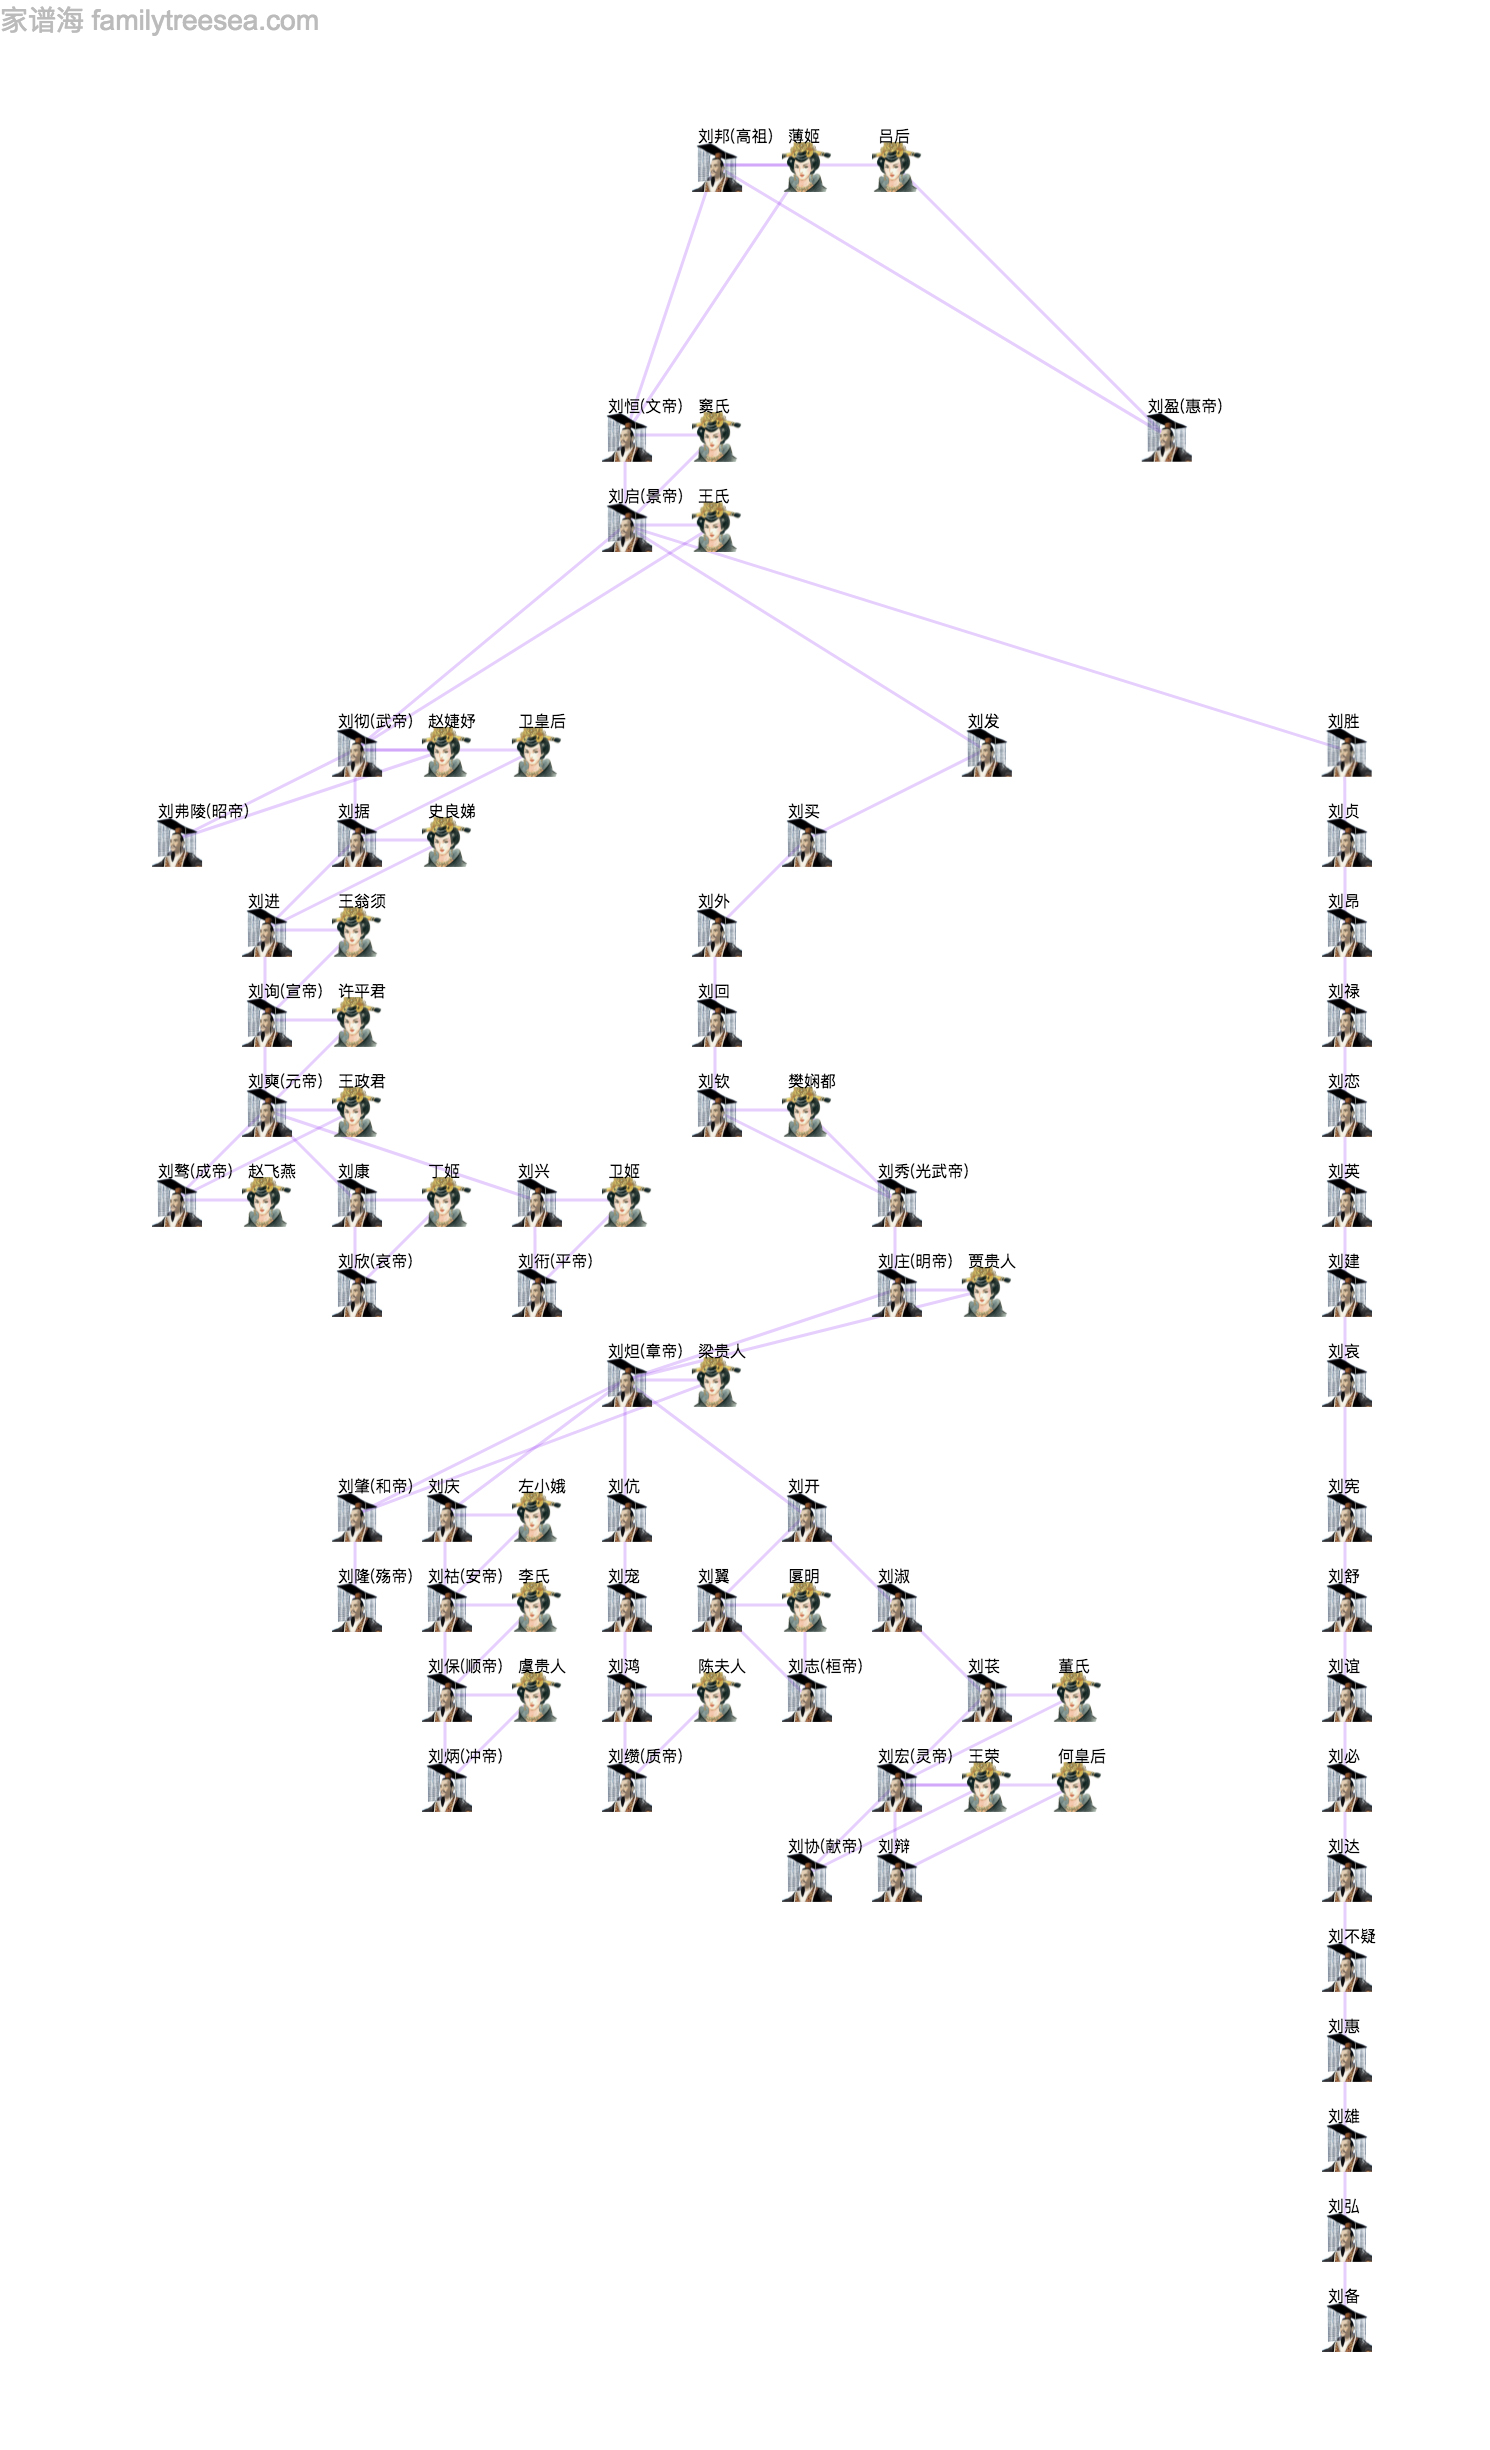 家谱海 familytreesea.com
刘邦(高祖) 薄姬 吕后
刘恒(文帝) 窦氏 刘盈(惠帝)
刘启(景帝) 王氏
刘彻(武帝) 赵婕妤 卫皇后 刘发 刘胜
刘弗陵(昭帝) 刘据 史良娣 刘买 刘贞
刘进 王翁须 刘外 刘昂
刘询(宣帝) 许平君 刘回 刘禄
刘奭(元帝) 王政君 刘钦 樊娴都 刘恋
刘骜(成帝) 赵飞燕 刘康 丁姬 刘兴 卫姬 刘秀(光武帝) 刘英
刘欣(哀帝) 刘衎(平帝) 刘庄(明帝) 贾贵人 刘建
刘炟(章帝) 梁贵人 刘哀
刘肇(和帝) 刘庆 左小娥 刘伉 刘开 刘宪
刘隆(殇帝) 刘祜(安帝) 李氏 刘宠 刘翼 匽明 刘淑 刘舒
刘保(顺帝) 虞贵人 刘鸿 陈夫人 刘志(桓帝) 刘苌 董氏 刘谊
刘炳(冲帝) 刘缵(质帝) 刘宏(灵帝) 王荣 何皇后 刘必
刘协(献帝) 刘辩 刘达
刘不疑
刘惠
刘雄
刘弘
刘备